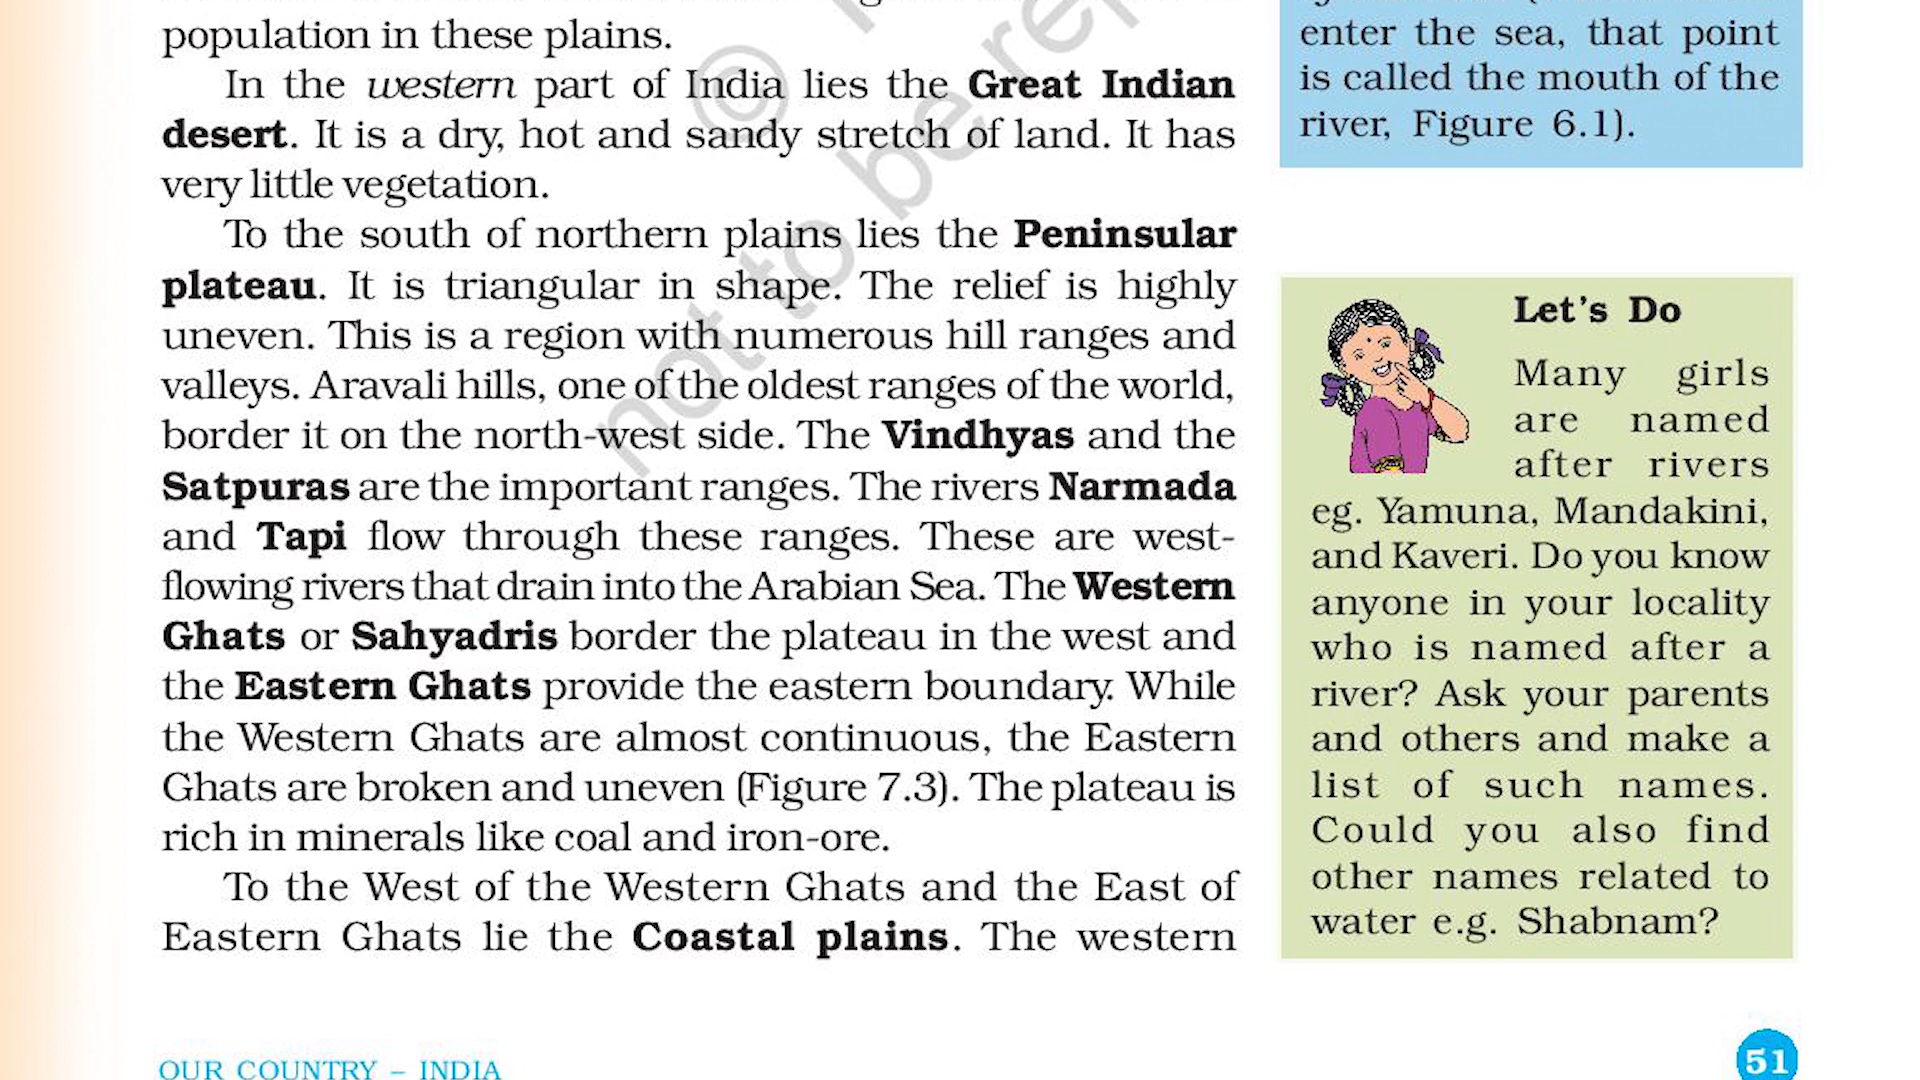 population in these plains.
In the western part of India lies the Great Indian
desert. It is a dry, hot and sandy stretch of land. It has
very little vegetation.
To the south of northern plains lies the Peninsular
plateau. It is triangular in shape. The relief is highly
uneven. This is a region with numerous hill ranges and
valleys. Aravali hills, one of the oldest ranges of the world,
border it on the north-west side. The Vindhyas and the
Satpuras are the important ranges. The rivers Narmada
and Tapi flow through these ranges. These are west-
flowing rivers that drain into the Arabian Sea. The Western
Ghats or Sahyadris border the plateau in the west and
the Eastern Ghats provide the eastern boundary. While
the Western Ghats are almost continuous, the Eastern
Ghats are broken and uneven (Figure 7.3). The plateau is
rich in minerals like coal and iron-ore.
To the West of the Western Ghats and the East of
Eastern Ghats lie the Coastal plains. The western
enter the sea, that point
is called the mouth of the
river, Figure 6.1).
Let's Do
Many girls
are named
after rivers
eg. Yamuna, Mandakini,
and Kaveri. Do you know
anyone in your locality
who is named after a
river? Ask your parents
and others and make a
list of such names.
Could you also find
other names related to
water e.g. Shabnam?
©
not to be
OUR COUNTRY – INDIA
51